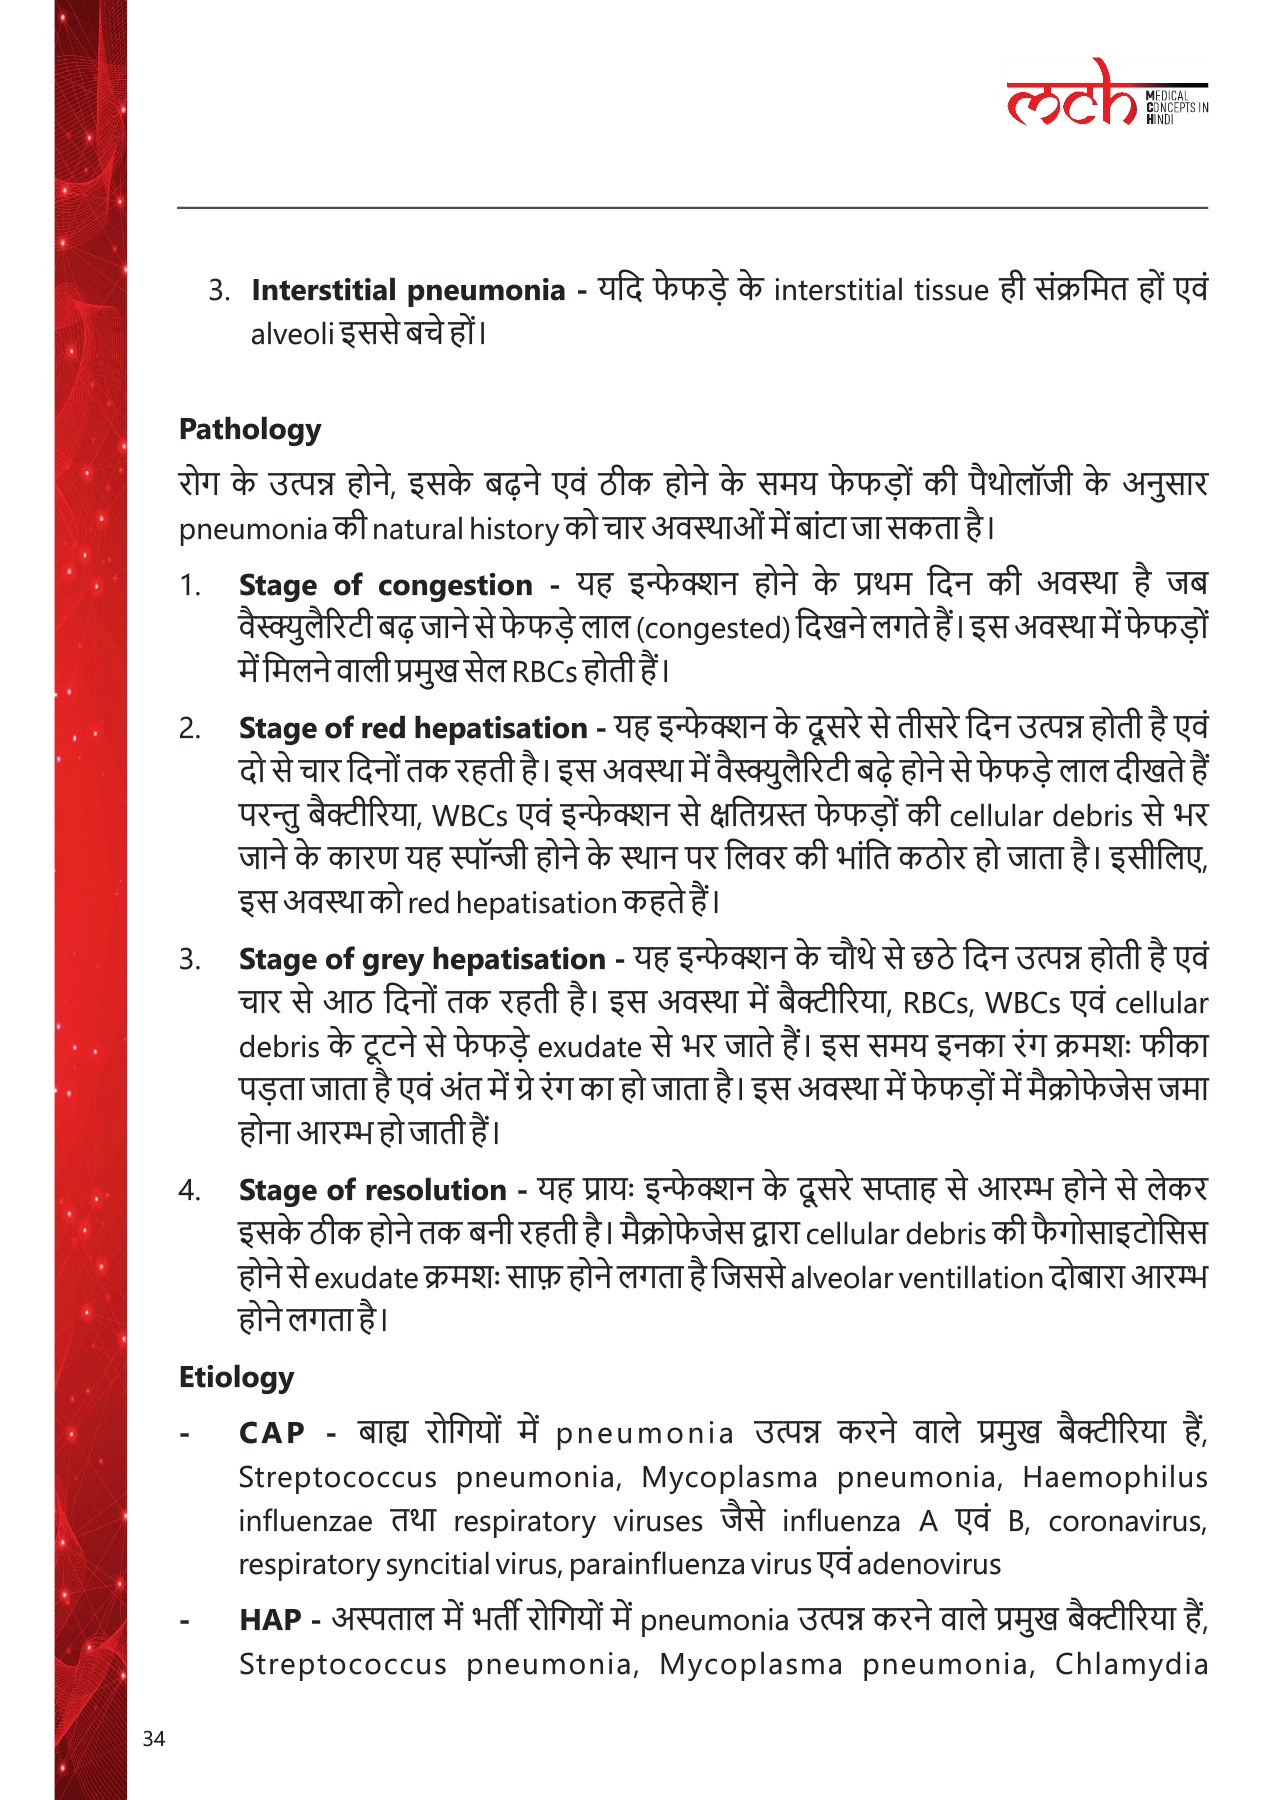 mch MEDICAL
CONCEPTS IN
HINDI
3. Interstitial pneumonia - यदि फेफड़े के interstitial tissue ही संक्रमित हों एवं
alveoli इससे बचे हों।
Pathology
रोग के उत्पन्न होने, इसके बढ़ने एवं ठीक होने के समय फेफड़ों की पैथोलॉजी के अनुसार
pneumonia की natural history को चार अवस्थाओं में बांटा जा सकता है।
1. Stage of congestion - यह इन्फेक्शन होने के प्रथम दिन की अवस्था है जब
वैस्क्युलैरिटी बढ़ जाने से फेफड़े लाल (congested) दिखने लगते हैं। इस अवस्था में फेफड़ों
में मिलने वाली प्रमुख सेल RBCs होती हैं।
2. Stage of red hepatisation - यह इन्फेक्शन के दूसरे से तीसरे दिन उत्पन्न होती है एवं
दो से चार दिनों तक रहती है। इस अवस्था में वैस्क्युलैरिटी बढ़े होने से फेफड़े लाल दीखते हैं
परन्तु बैक्टीरिया, WBCs एवं इन्फेक्शन से क्षतिग्रस्त फेफड़ों की cellular debris से भर
जाने के कारण यह स्पॉन्जी होने के स्थान पर लिवर की भांति कठोर हो जाता है। इसीलिए,
इस अवस्था को red hepatisation कहते हैं।
3. Stage of grey hepatisation - यह इन्फेक्शन के चौथे से छठे दिन उत्पन्न होती है एवं
चार से आठ दिनों तक रहती है। इस अवस्था में बैक्टीरिया, RBCs, WBCs एवं cellular
debris के टूटने से फेफड़े exudate से भर जाते हैं। इस समय इनका रंग क्रमशः फीका
पड़ता जाता है एवं अंत में ग्रे रंग का हो जाता है। इस अवस्था में फेफड़ों में मैक्रोफेजेस जमा
होना आरम्भ हो जाती हैं।
4. Stage of resolution - यह प्रायः इन्फेक्शन के दूसरे सप्ताह से आरम्भ होने से लेकर
इसके ठीक होने तक बनी रहती है। मैक्रोफेजेस द्वारा cellular debris की फैगोसाइटोसिस
होने से exudate क्रमशः साफ़ होने लगता है जिससे alveolar ventillation दोबारा आरम्भ
होने लगता है।
Etiology
- CAP - बाह्य रोगियों में pneumonia उत्पन्न करने वाले प्रमुख बैक्टीरिया हैं,
Streptococcus pneumonia, Mycoplasma pneumonia, Haemophilus
influenzae तथा respiratory viruses जैसे influenza A एवं B, coronavirus,
respiratory syncitial virus, parainfluenza virus एवं adenovirus
- HAP - अस्पताल में भर्ती रोगियों में pneumonia उत्पन्न करने वाले प्रमुख बैक्टीरिया हैं,
Streptococcus pneumonia, Mycoplasma pneumonia, Chlamydia
34